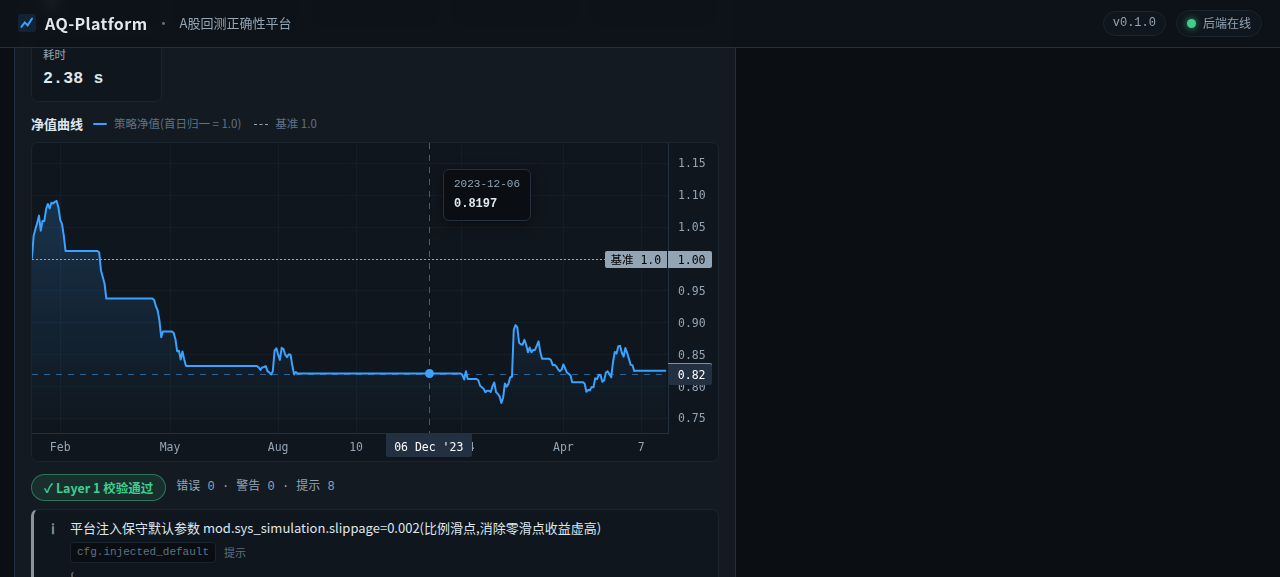 AQ-Platform · A股回测正确性平台 v0.1.0 后端在线
耗时
2.38 s
净值曲线 策略净值(首日归一 = 1.0) 基准 1.0
2023-12-06
0.8197
1.15
1.10
1.05
基准 1.0 1.00
0.95
0.90
0.85
0.82
0.80
0.75
Feb May Aug 10 06 Dec '23 Apr 7
✓ Layer 1 校验通过 错误 0 · 警告 0 · 提示 8
i 平台注入保守默认参数 mod.sys_simulation.slippage=0.002(比例滑点,消除零滑点收益虚高)
cfg.injected_default 提示